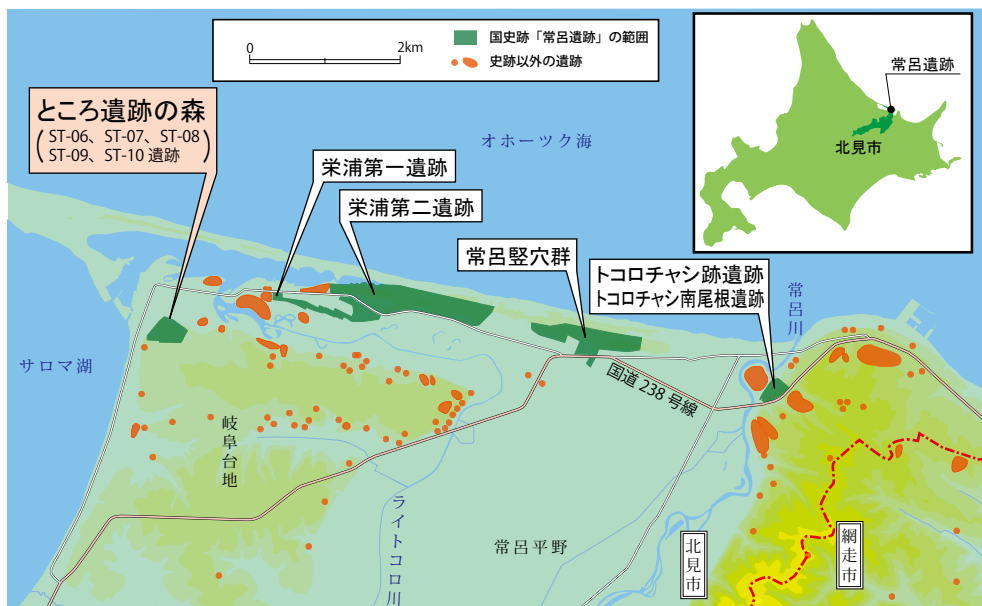 0
2km
国史跡「常呂遺跡」の範囲
史跡以外の遺跡
常呂遺跡
北見市
ところ遺跡の森
(ST-06、ST-07、ST-08
ST-09、ST-10 遺跡)
オホーツク海
栄浦第一遺跡
栄浦第二遺跡
常呂竪穴群
トコロチャシ跡遺跡
トコロチャシ南尾根遺跡
常呂川
サロマ湖
国道 238 号線
岐阜台地
ライトコロ川
常呂平野
北見市
網走市